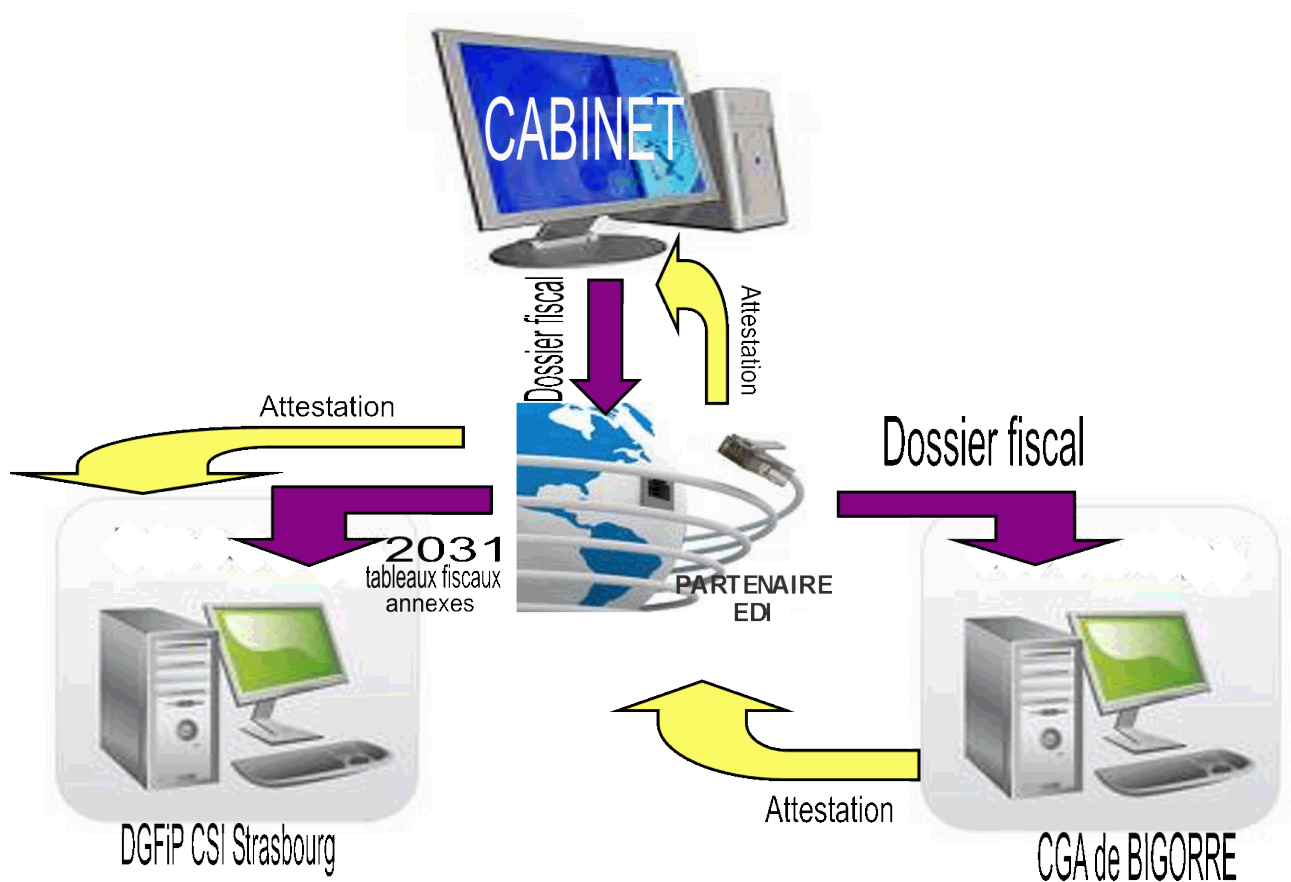 CABINET
Dossier fiscal
Attestation
Attestation
Dossier fiscal
2031
tableaux fiscaux
annexes
PARTENAIRE
EDI
Attestation
DGFiP CSI Strasbourg
CGA de BIGORRE